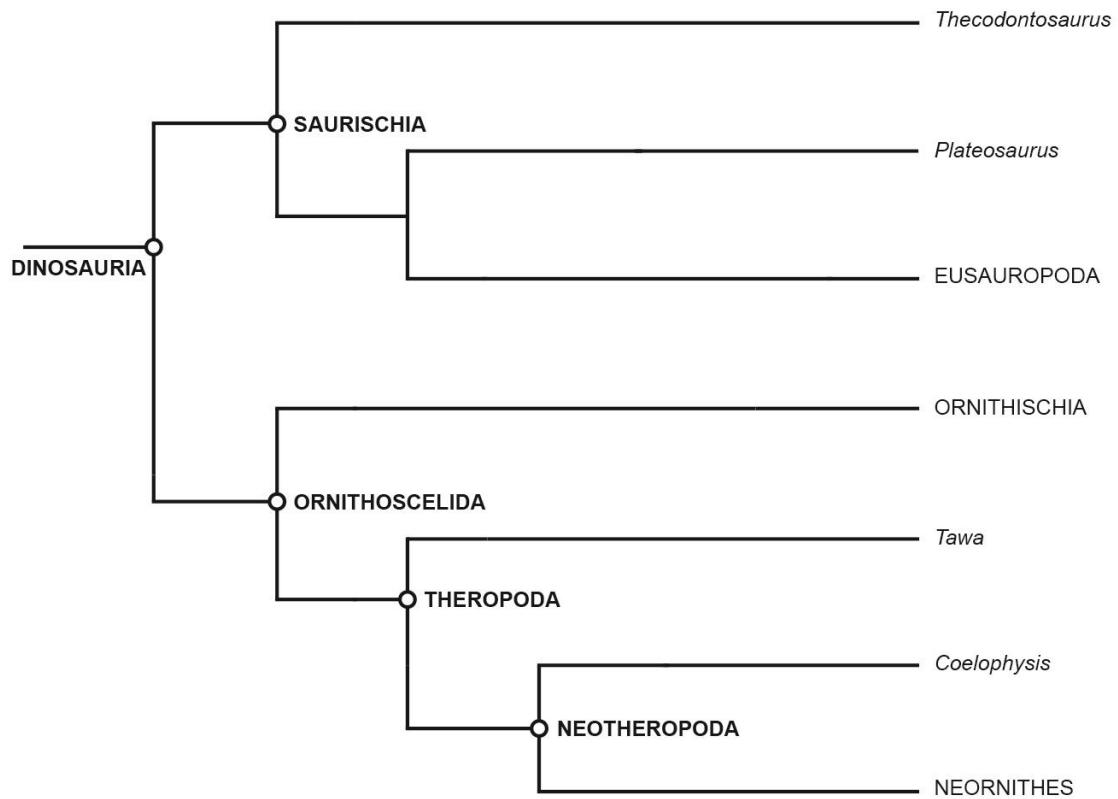 Thecodontosaurus
SAURISCHIA
Plateosaurus
DINOSAURIA
EUSAUROPODA
ORNITHISCHIA
ORNITHOSCELIDA
Tawa
THEROPODA
Coelophysis
NEOTHEROPODA
NEORNITHES